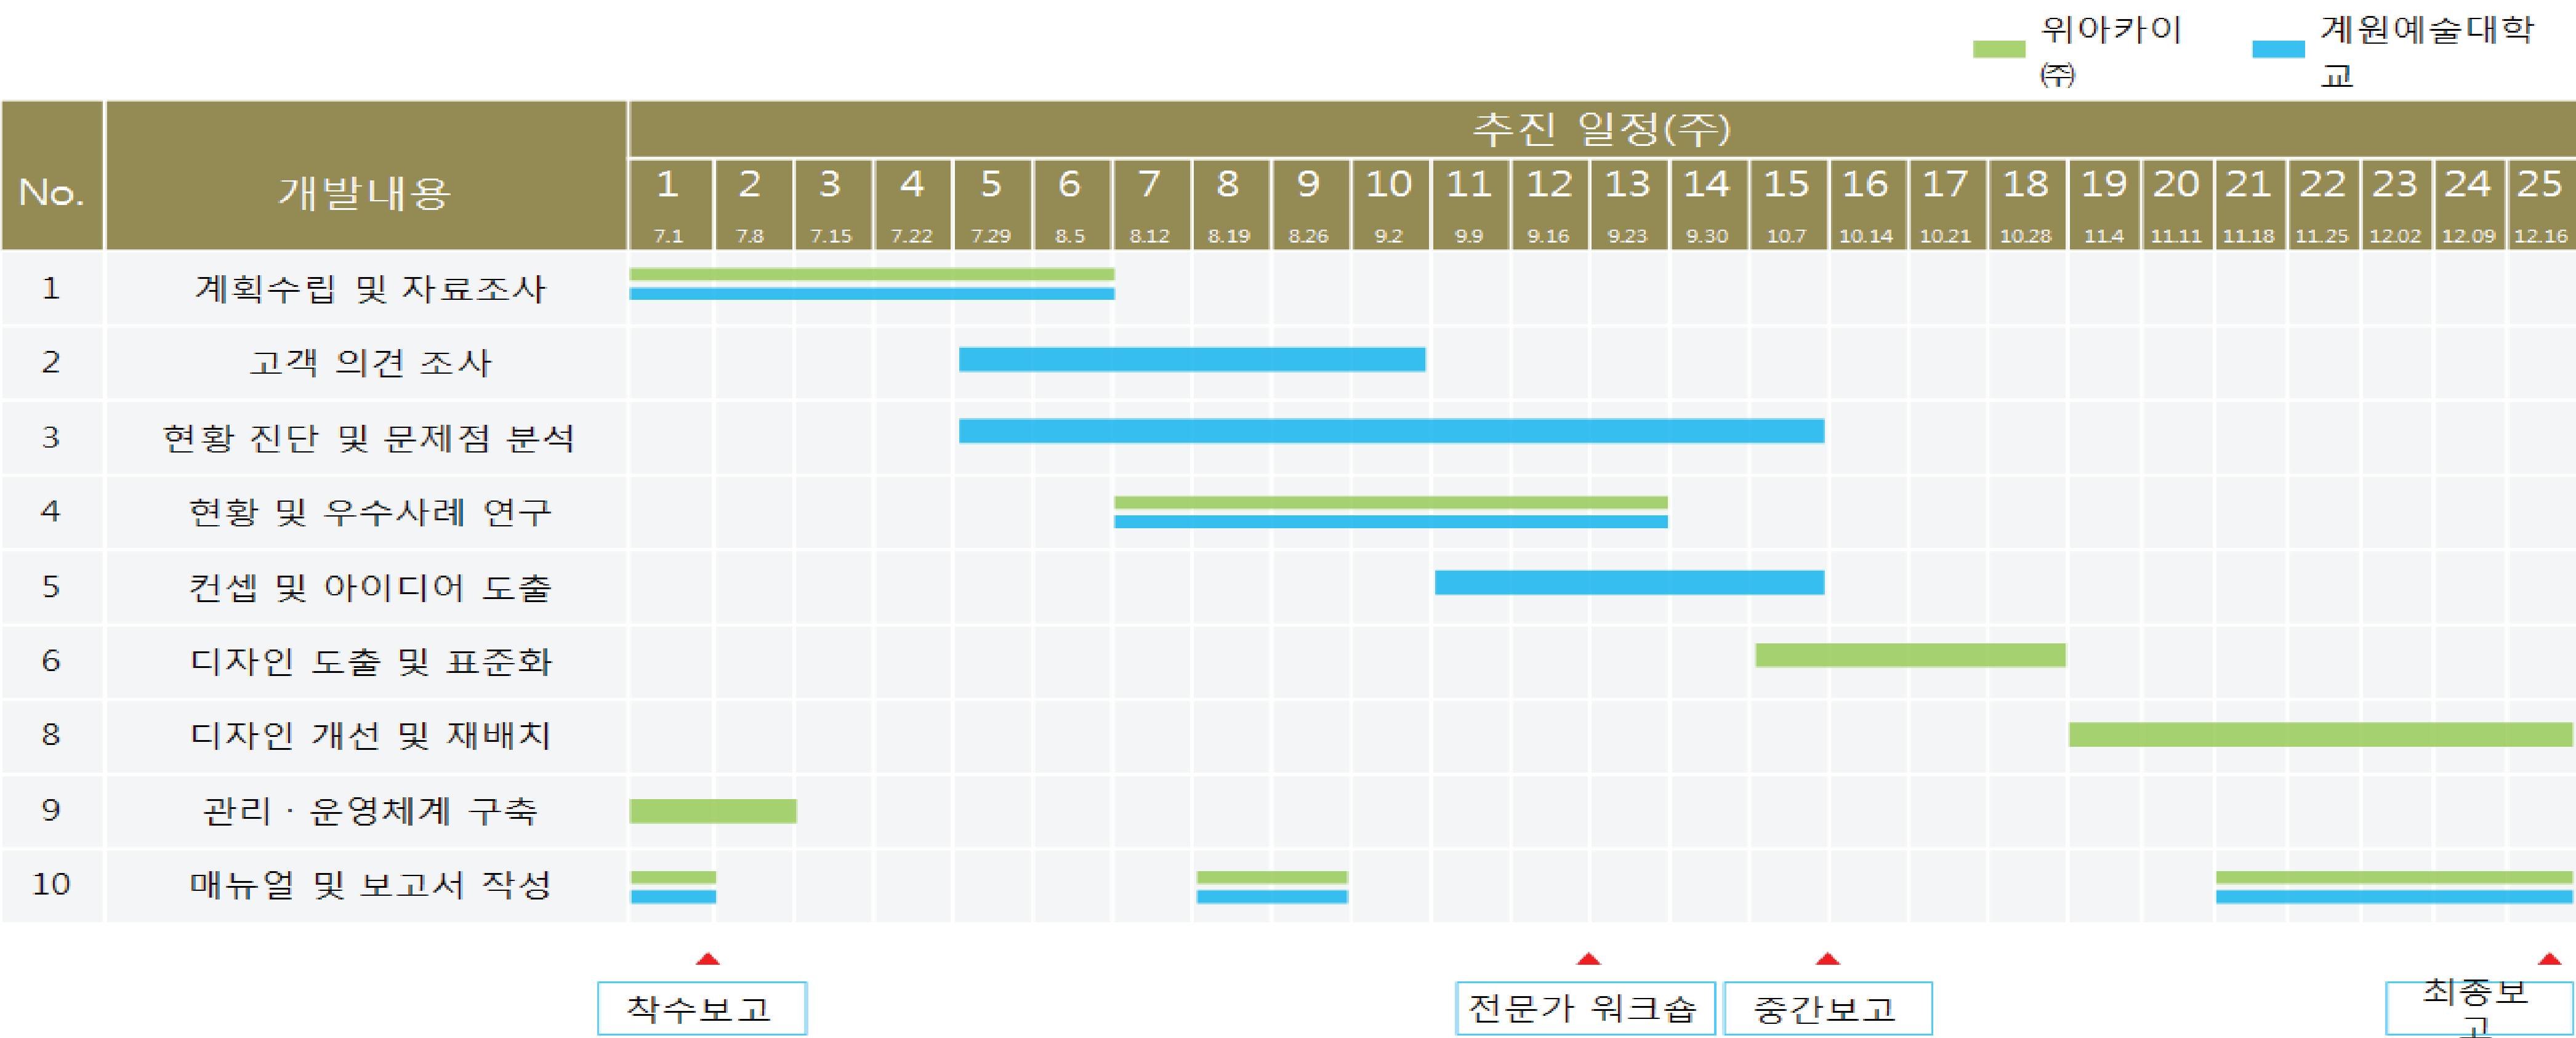 위아카이
㈜
계원예술대학
교
No.
개발내용
추진 일정(주)
1 2 3 4 5 6 7 8 9 10 11 12 13 14 15 16 17 18 19 20 21 22 23 24 25
7.1 7.8 7.15 7.22 7.29 8.5 8.12 8.19 8.26 9.2 9.9 9.16 9.23 9.30 10.7 10.14 10.21 10.28 11.4 11.11 11.18 11.25 12.02 12.09 12.16
1 계획수립 및 자료조사
2 고객 의견 조사
3 현황 진단 및 문제점 분석
4 현황 및 우수사례 연구
5 컨셉 및 아이디어 도출
6 디자인 도출 및 표준화
8 디자인 개선 및 재배치
9 관리 · 운영체계 구축
10 매뉴얼 및 보고서 작성
착수보고
전문가 워크숍
중간보고
최종보
고